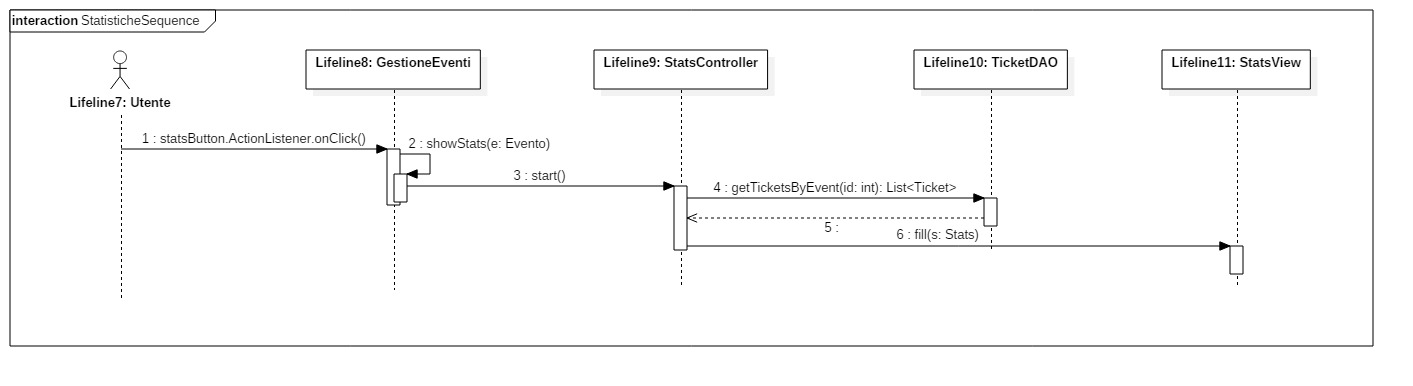 interaction StatisticheSequence
Lifeline7: Utente
Lifeline8: GestioneEventi
Lifeline9: StatsController
Lifeline10: TicketDAO
Lifeline11: StatsView
1 : statsButton.ActionListener.onClick()
2 : showStats(e: Evento)
3 : start()
4 : getTicketsByEvent(id: int): List<Ticket>
5 :
6 : fill(s: Stats)